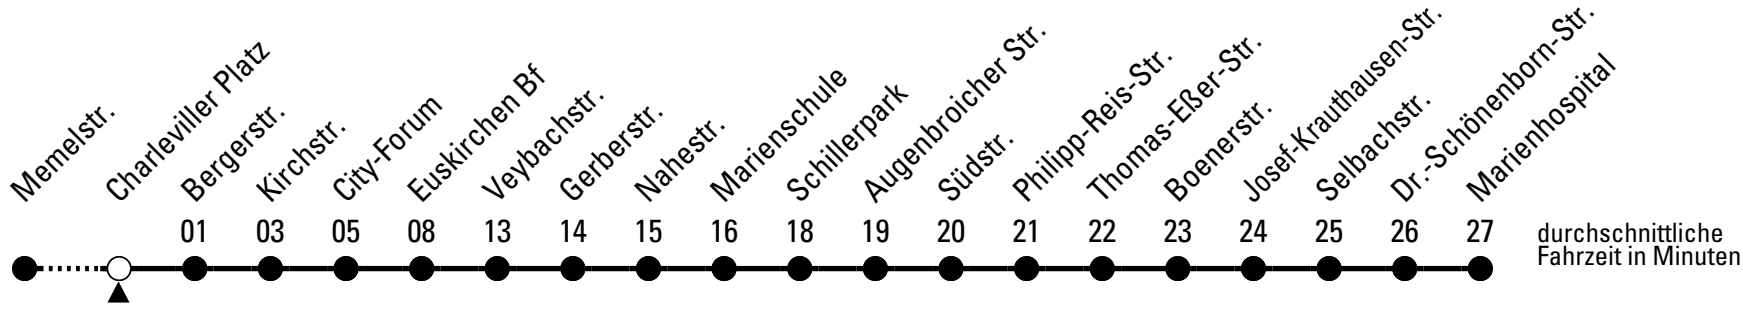 Memelstr.
Charleviller Platz
Bergerstr.
Kirchstr.
City-Forum
Euskirchen Bf
Veybachstr.
Gerberstr.
Nahestr.
Marienschule
Schillerpark
Augenbroicher Str.
Südstr.
Philipp-Reis-Str.
Thomas-Eßer-Str.
Boenerstr.
Josef-Krauthausen-Str.
Selbachstr.
Dr.-Schönenborn-Str.
Marienhospital
01 03 05 08 13 14 15 16 18 19 20 21 22 23 24 25 26 27
durchschnittliche
Fahrzeit in Minuten